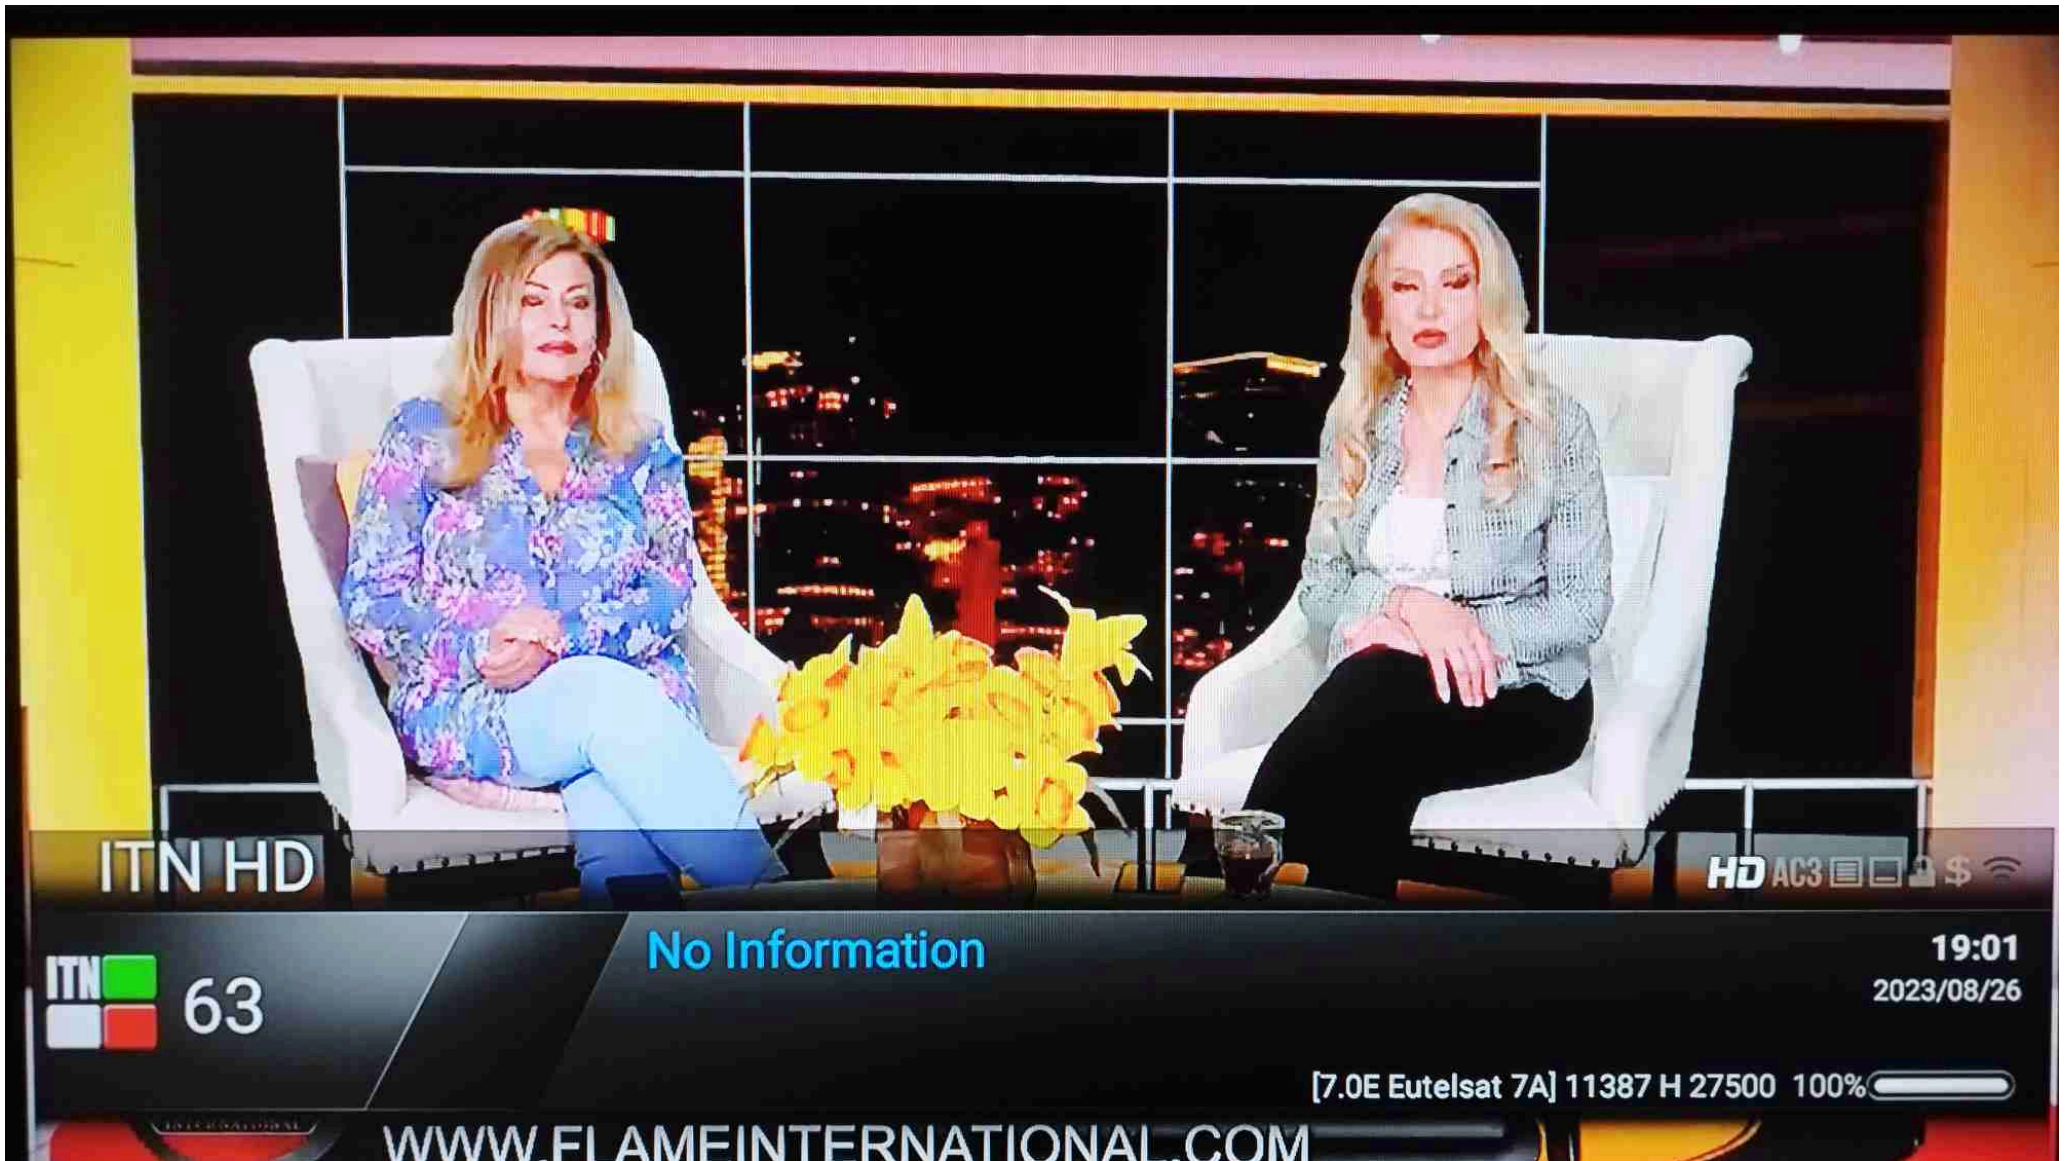 ITN HD
HD AC3 $
ITN
63
No Information
19:01
2023/08/26
[7.0E Eutelsat 7A] 11387 H 27500 100%
INTERNATIONAL
WWW.FLAMEINTERNATIONAL.COM